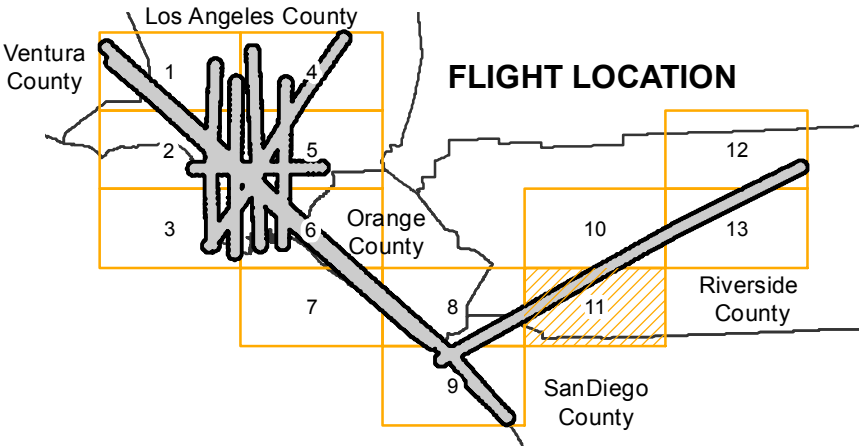 Los Angeles County
Ventura
County
FLIGHT LOCATION
1
4
2
5
12
3
6
Orange
County
10
13
7
8
11
Riverside
County
9
SanDiego
County